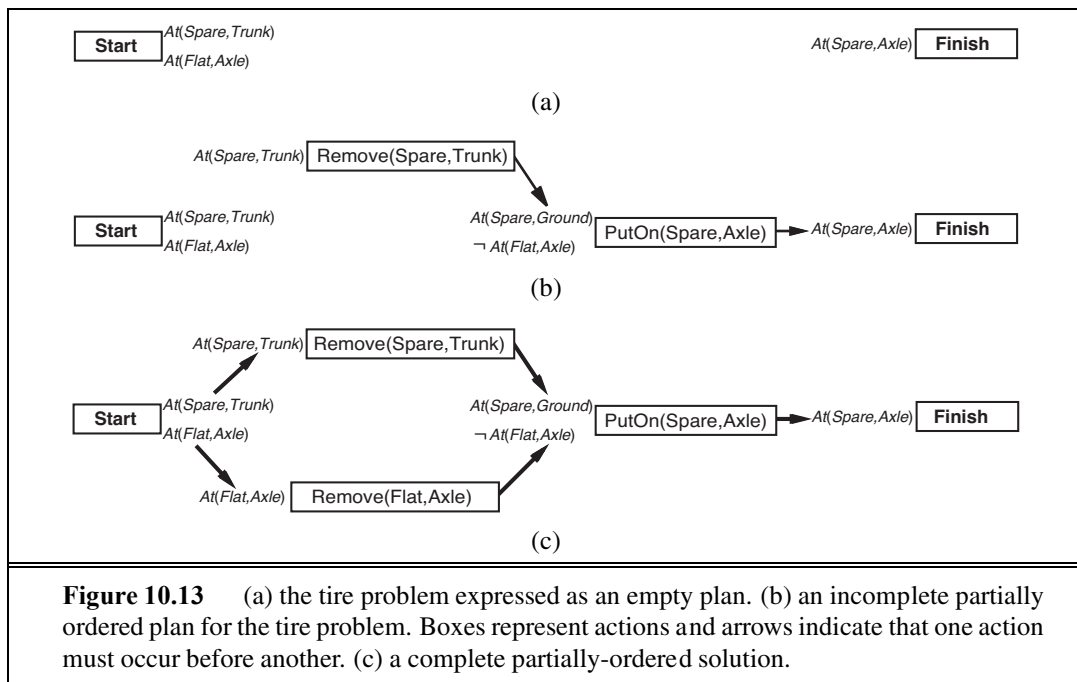 At(Spare,Trunk)
Start
At(Flat,Axle)
At(Spare,Axle) Finish
(a)
At(Spare,Trunk) Remove(Spare,Trunk)
At(Spare,Trunk)
Start
At(Flat,Axle)
At(Spare,Ground)
¬ At(Flat,Axle)
PutOn(Spare,Axle)
At(Spare,Axle) Finish
(b)
At(Spare,Trunk) Remove(Spare,Trunk)
At(Spare,Trunk)
Start
At(Flat,Axle)
At(Spare,Ground)
¬ At(Flat,Axle)
PutOn(Spare,Axle)
At(Spare,Axle) Finish
At(Flat,Axle) Remove(Flat,Axle)
(c)
Figure 10.13 (a) the tire problem expressed as an empty plan. (b) an incomplete partially
ordered plan for the tire problem. Boxes represent actions and arrows indicate that one action
must occur before another. (c) a complete partially-ordered solution.